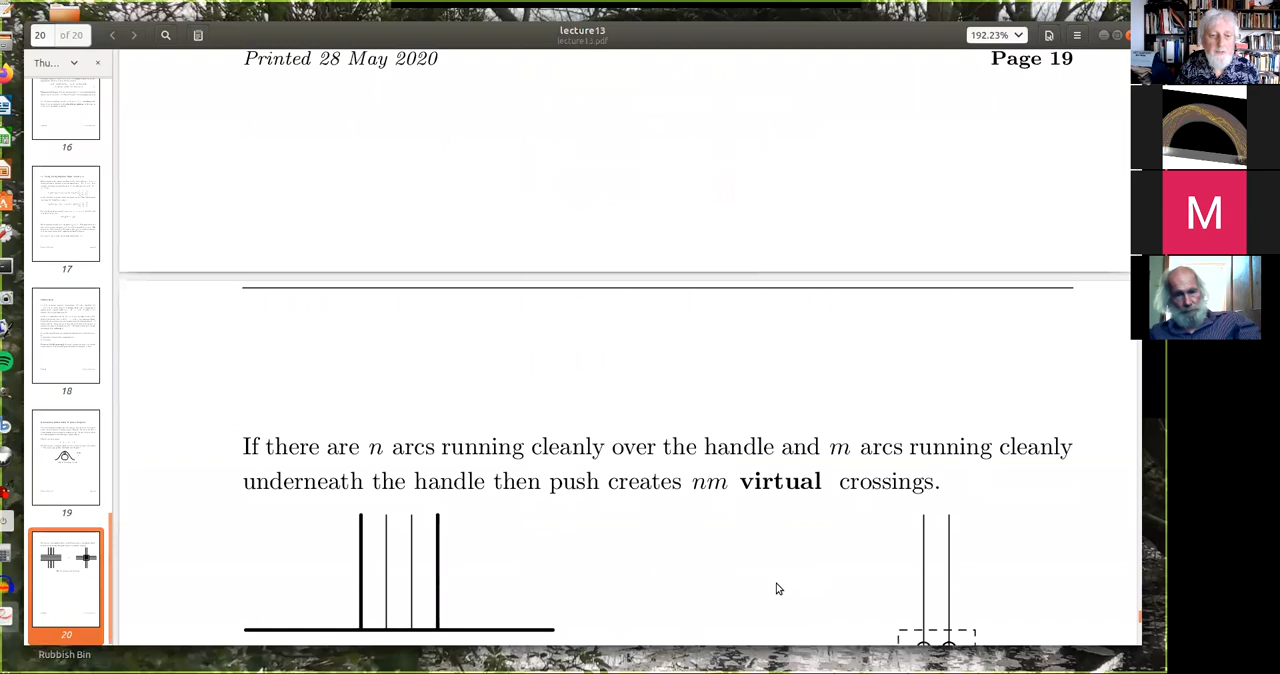 lecture13
lecture13.pdf
20 of 20
192.23%
Thu...
Printed 28 May 2020 Page 19
16
17
18
19
20
If there are n arcs running cleanly over the handle and m arcs running cleanly
underneath the handle then push creates nm virtual crossings.
M
Rubbish Bin